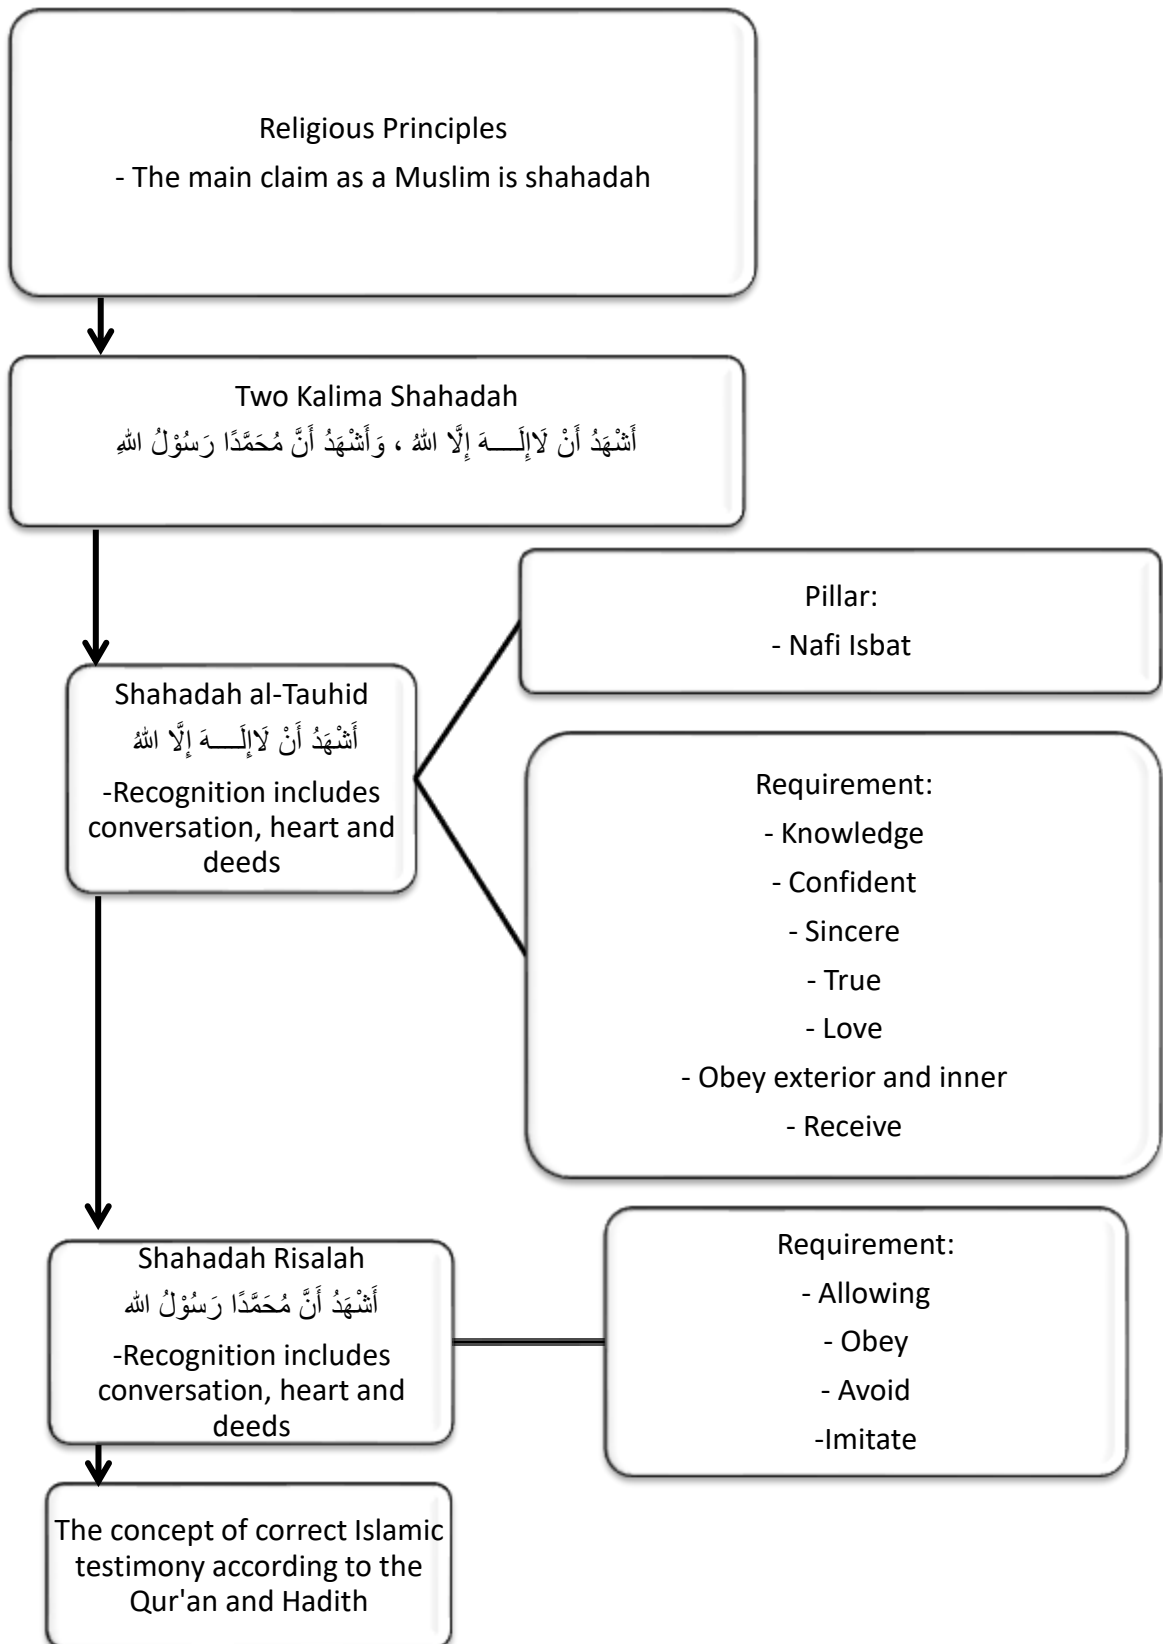 Religious Principles
- The main claim as a Muslim is shahadah
Two Kalima Shahadah
أَشْهَدُ أَنْ لَاإِلَـــهَ إِلَّا اللهُ ، وَأَشْهَدُ أَنَّ مُحَمَّدًا رَسُوْلُ اللهِ
Pillar:
- Nafi Isbat
Shahadah al-Tauhid
أَشْهَدُ أَنْ لَاإِلَـــهَ إِلَّا اللهُ
-Recognition includes
conversation, heart and
deeds
Requirement:
- Knowledge
- Confident
- Sincere
- True
- Love
- Obey exterior and inner
- Receive
Shahadah Risalah
أَشْهَدُ أَنَّ مُحَمَّدًا رَسُوْلُ الله
-Recognition includes
conversation, heart and
deeds
Requirement:
- Allowing
- Obey
- Avoid
-Imitate
The concept of correct Islamic
testimony according to the
Qur'an and Hadith